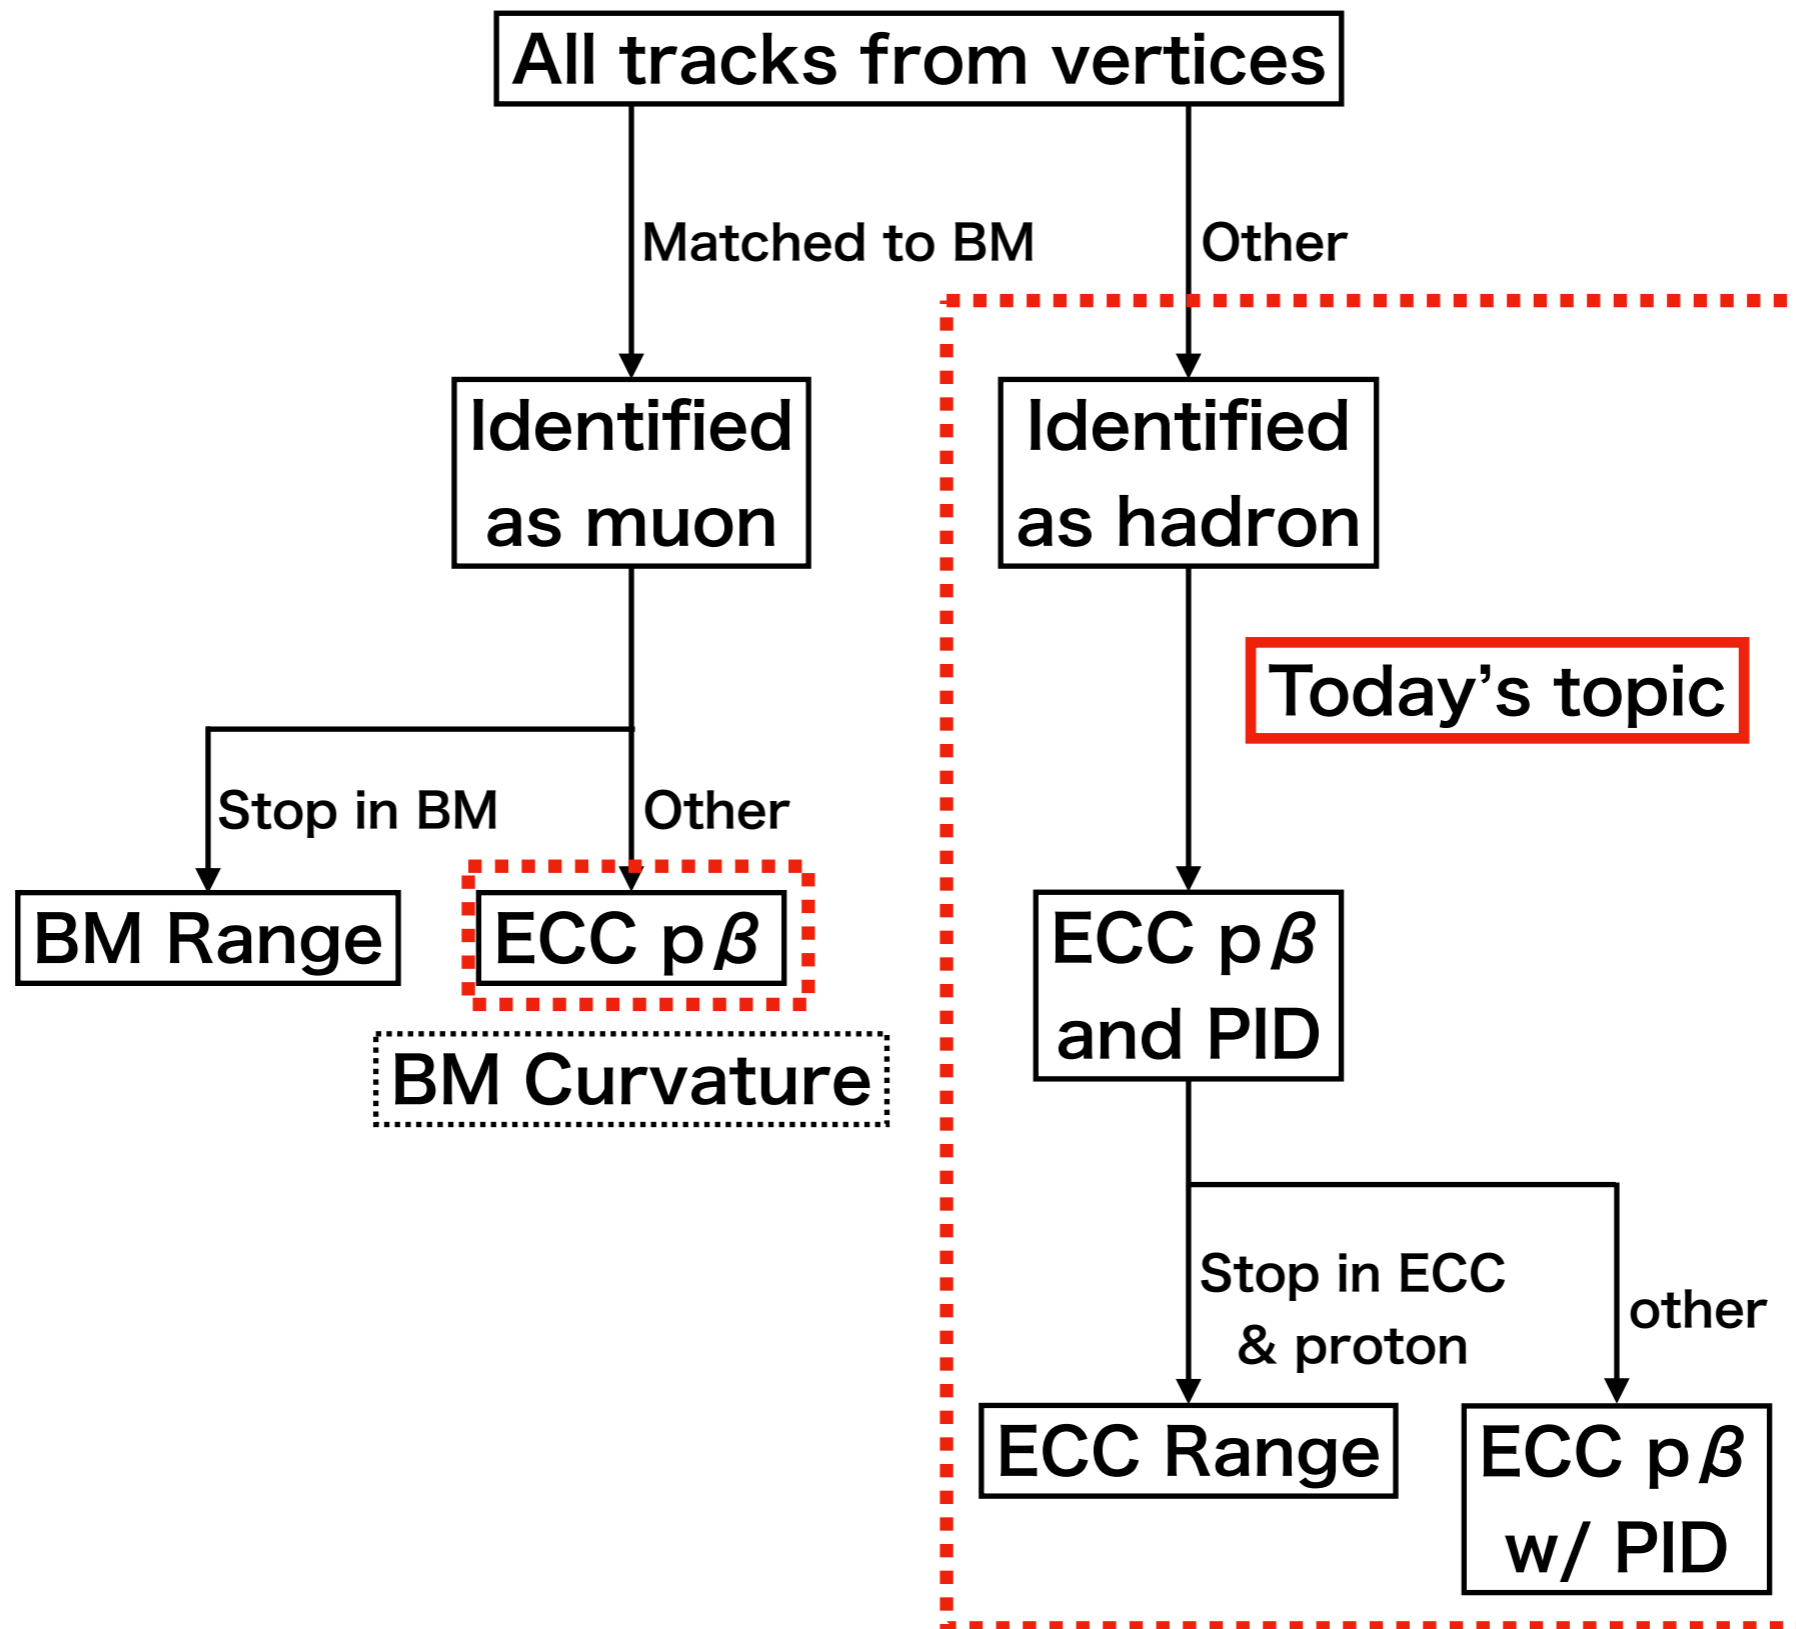 All tracks from vertices
Matched to BM
Other
Identified
as muon
Identified
as hadron
Today’s topic
Stop in BM
Other
BM Range
ECC pβ
BM Curvature
ECC pβ
and PID
Stop in ECC
& proton
other
ECC Range
ECC pβ
w/ PID